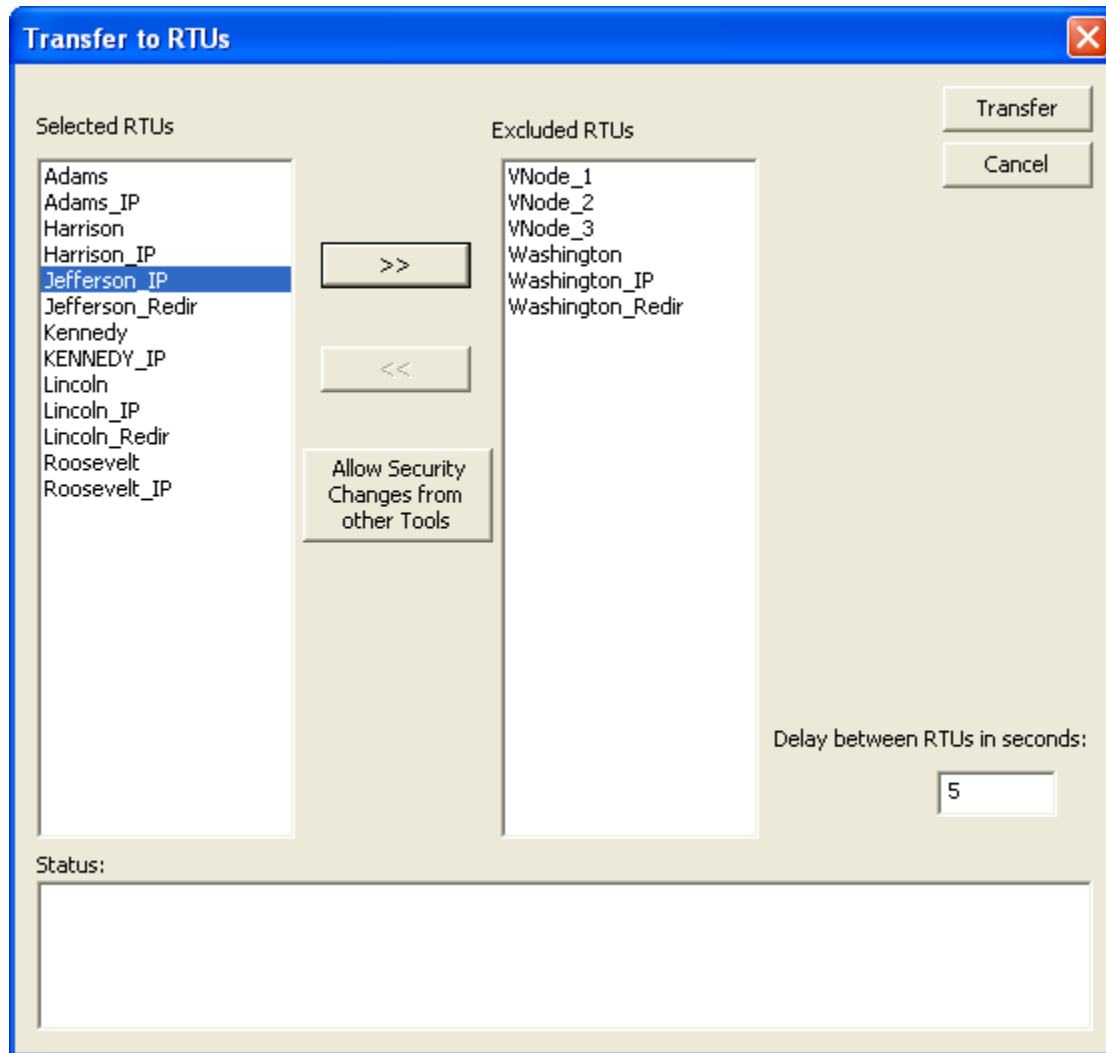 Transfer to RTUs
Selected RTUs
Adams
Adams_IP
Harrison
Harrison_IP
Jefferson_IP
Jefferson_Redir
Kennedy
KENNEDY_IP
Lincoln
Lincoln_IP
Lincoln_Redir
Roosevelt
Roosevelt_IP
>>
<<
Allow Security
Changes from
other Tools
Excluded RTUs
VNode_1
VNode_2
VNode_3
Washington
Washington_IP
Washington_Redir
Transfer
Cancel
Delay between RTUs in seconds:
5
Status: